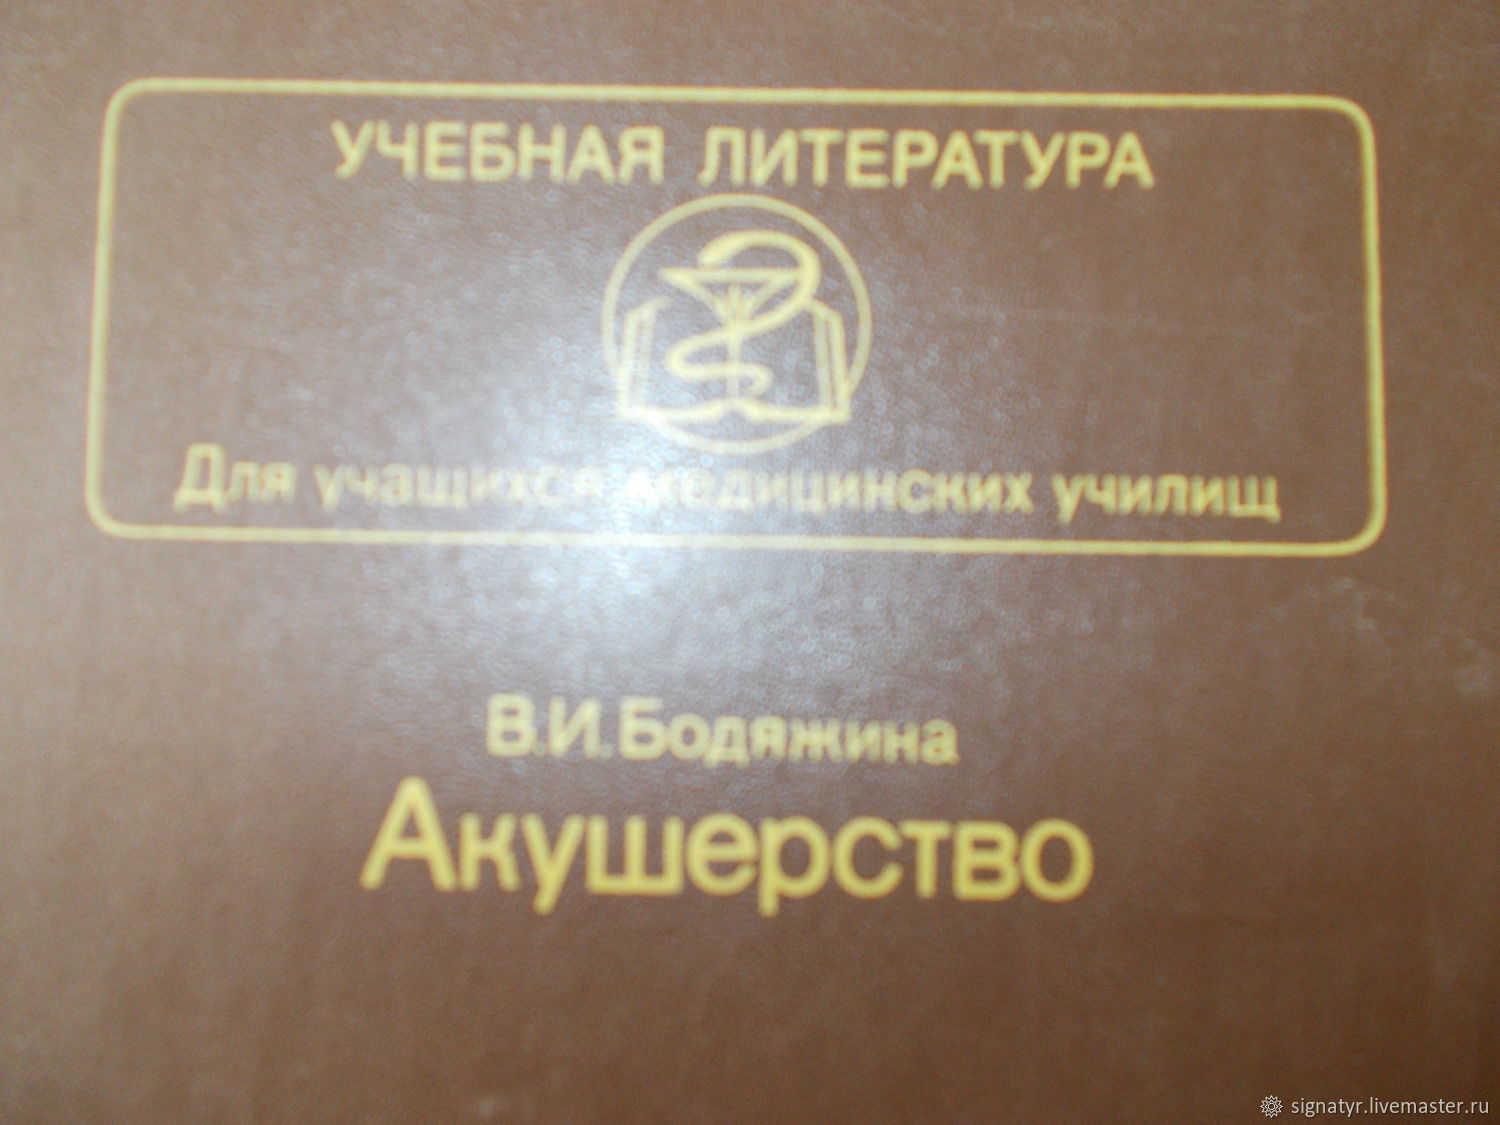 УЧЕБНАЯ ЛИТЕРАТУРА
Для учащихся медицинских училищ
В.И.Бодяжина
Акушерство
signatyr.livemaster.ru